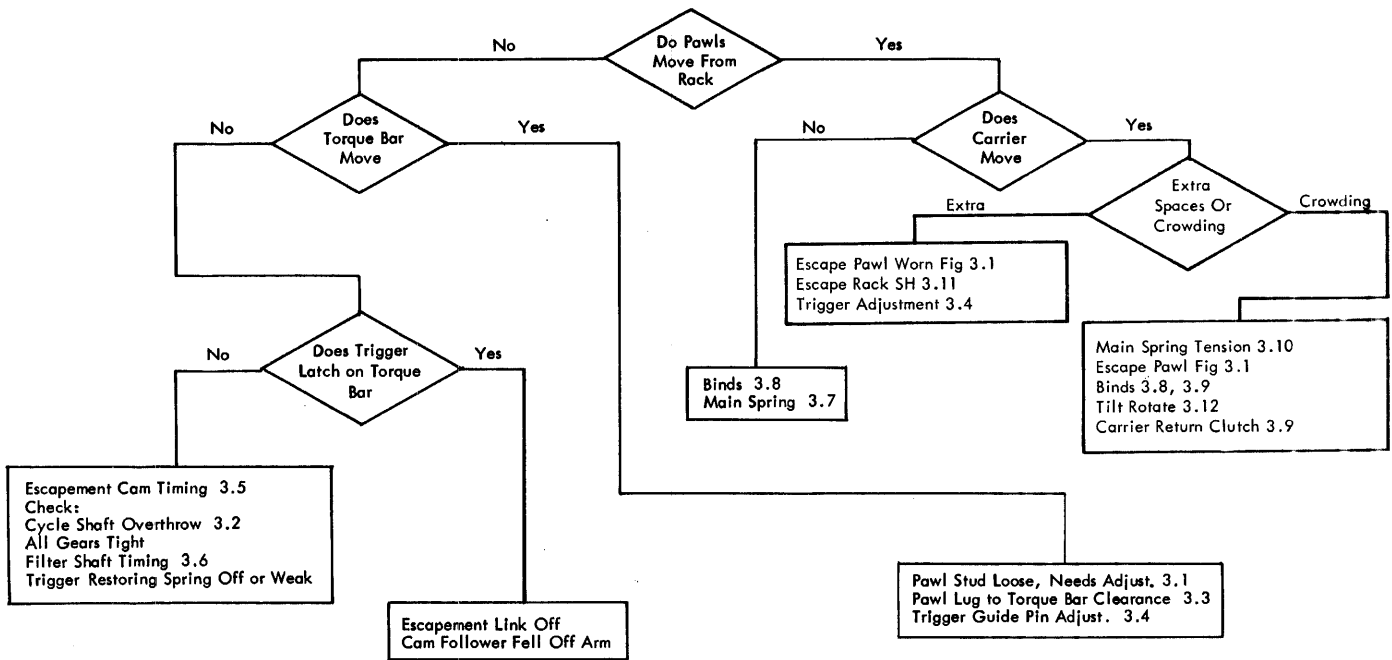 Do Pawls
Move From
Rack
No
Yes
Does
Torque Bar
Move
No
Yes
Does
Carrier
Move
No
Yes
Extra
Spaces Or
Crowding
Extra
Crowding
Escape Pawl Worn Fig 3.1
Escape Rack SH 3.11
Trigger Adjustment 3.4
Main Spring Tension 3.10
Escape Pawl Fig 3.1
Binds 3.8, 3.9
Tilt Rotate 3.12
Carrier Return Clutch 3.9
Binds 3.8
Main Spring 3.7
Does Trigger
Latch on Torque
Bar
No
Yes
Escapement Cam Timing 3.5
Check:
Cycle Shaft Overthrow 3.2
All Gears Tight
Filter Shaft Timing 3.6
Trigger Restoring Spring Off or Weak
Escapement Link Off
Cam Follower Fell Off Arm
Pawl Stud Loose, Needs Adjust. 3.1
Pawl Lug to Torque Bar Clearance 3.3
Trigger Guide Pin Adjust. 3.4